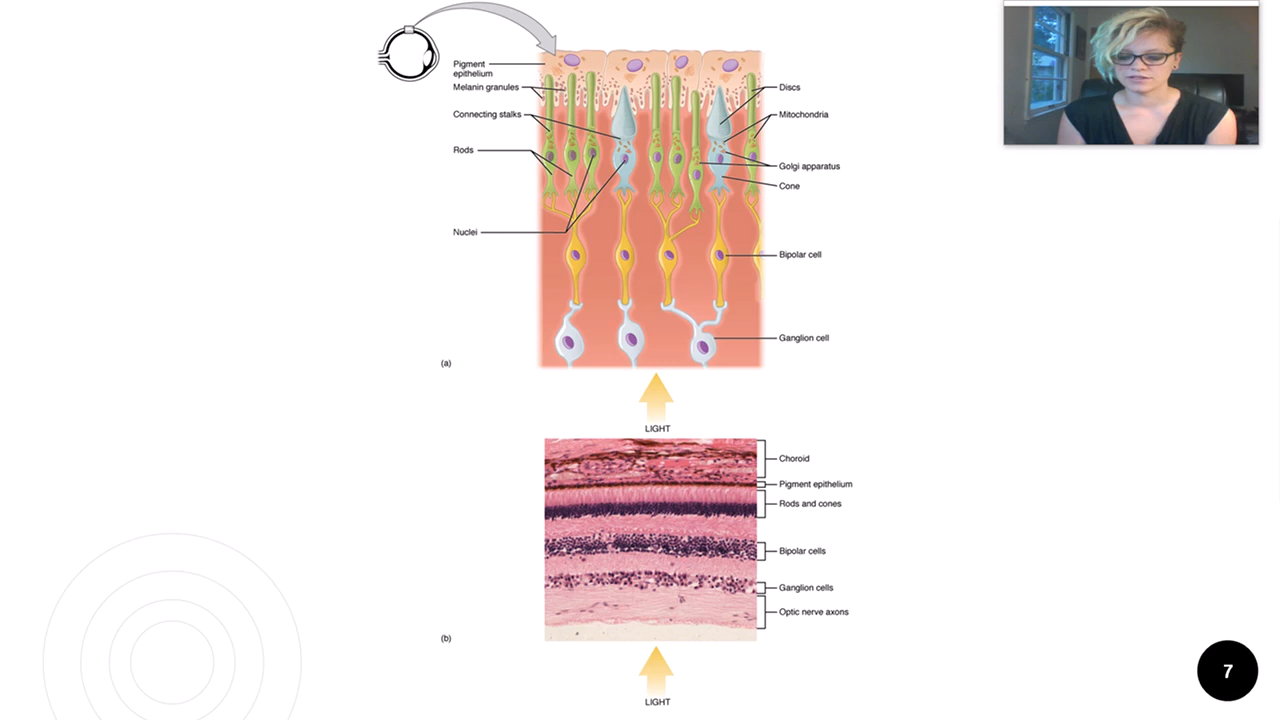 Pigment
epithelium
Melanin granules
Connecting stalks
Rods
Nuclei
Discs
Mitochondria
Golgi apparatus
Cone
Bipolar cell
Ganglion cell
(a)
LIGHT
Choroid
Pigment epithelium
Rods and cones
Bipolar cells
Ganglion cells
Optic nerve axons
(b)
LIGHT
7